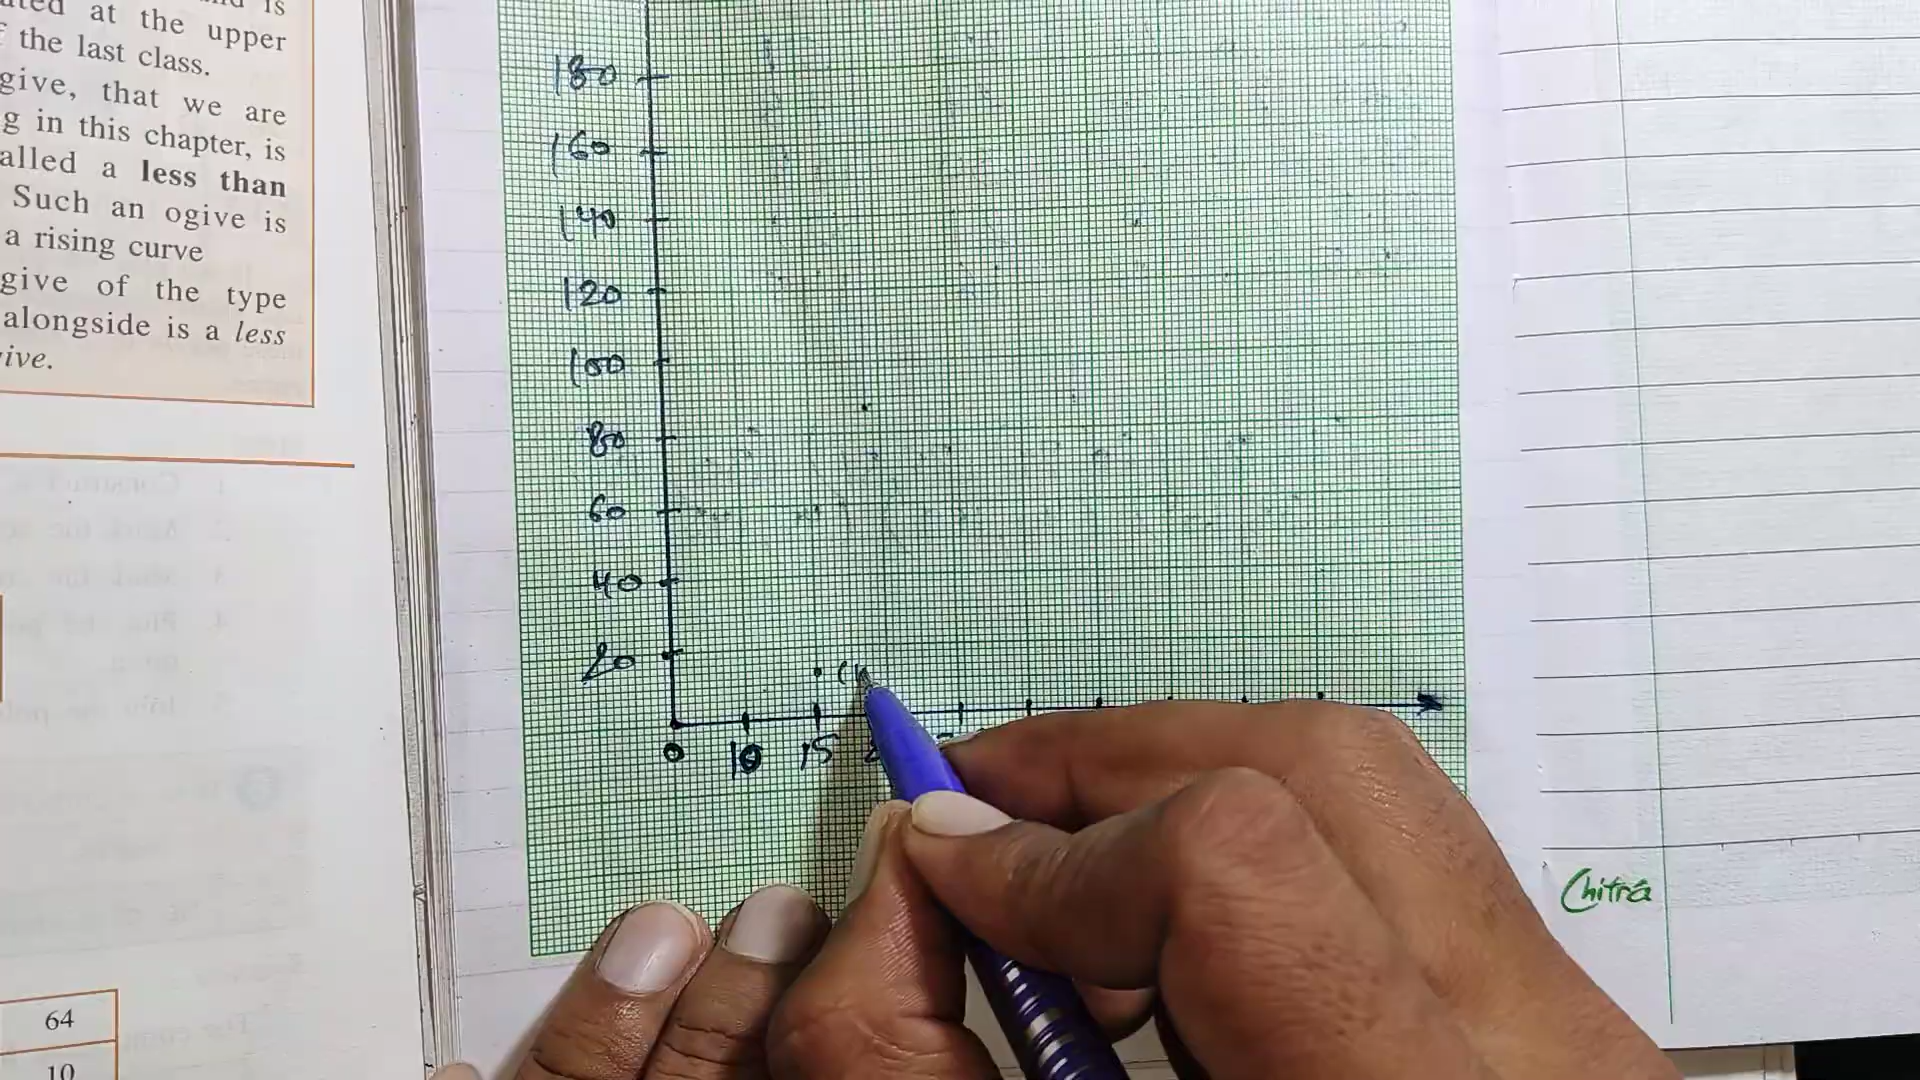 at the upper
the last class.
give, that we are
g in this chapter, is
alled a less than
Such an ogive is
a rising curve
give of the type
alongside is a less
ive.
64
10
180
160
140
120
100
80
60
40
20
(1
0 10 15
Chitra